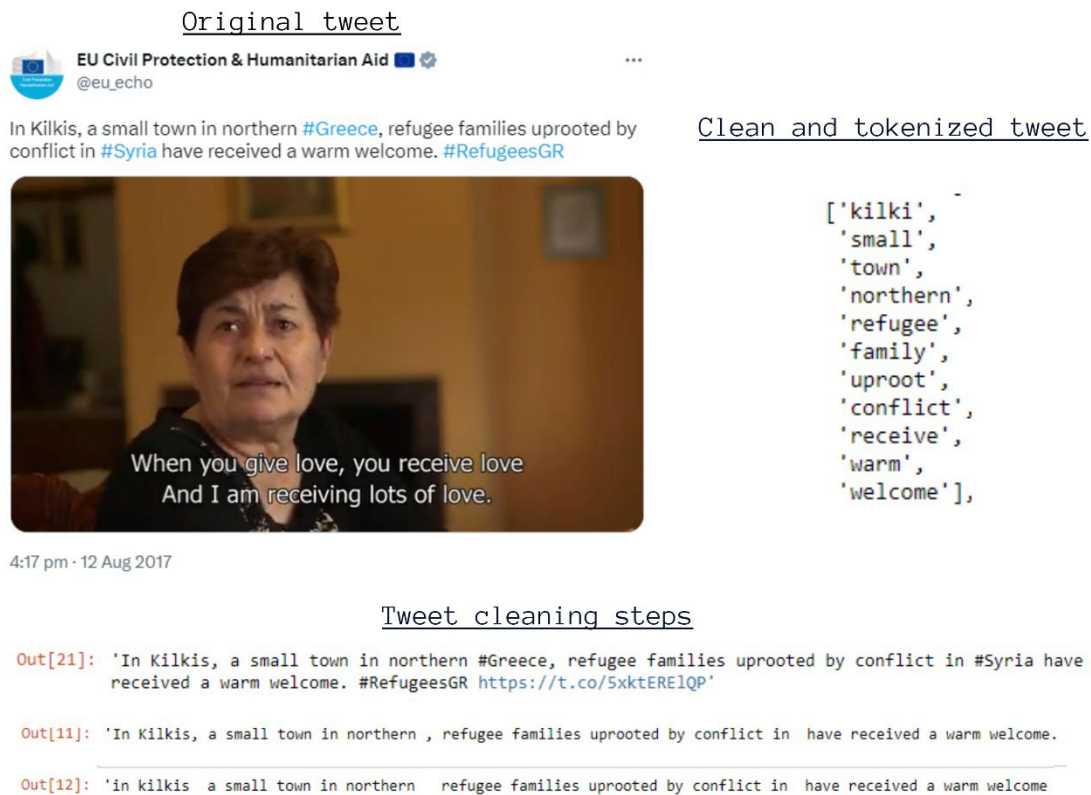 Original tweet
EU Civil Protection & Humanitarian Aid
@eu_echo
In Kilkis, a small town in northern #Greece, refugee families uprooted by
conflict in #Syria have received a warm welcome. #RefugeesGR
When you give love, you receive love
And I am receiving lots of love.
4:17 pm · 12 Aug 2017
Clean and tokenized tweet
['kilki',
'small',
'town',
'northern',
'refugee',
'family',
'uproot',
'conflict',
'receive',
'warm',
'welcome'],
Tweet cleaning steps
Out[21]: 'In Kilkis, a small town in northern #Greece, refugee families uprooted by conflict in #Syria have
received a warm welcome. #RefugeesGR https://t.co/5xktERElQP'
Out[11]: 'In Kilkis, a small town in northern , refugee families uprooted by conflict in  have received a warm welcome.
Out[12]: 'in kilkis  a small town in northern   refugee families uprooted by conflict in  have received a warm welcome